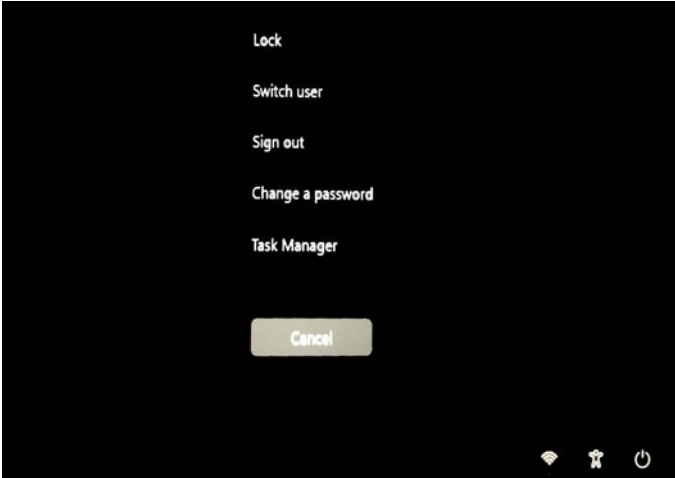 Lock
Switch user
Sign out
Change a password
Task Manager
Cancel